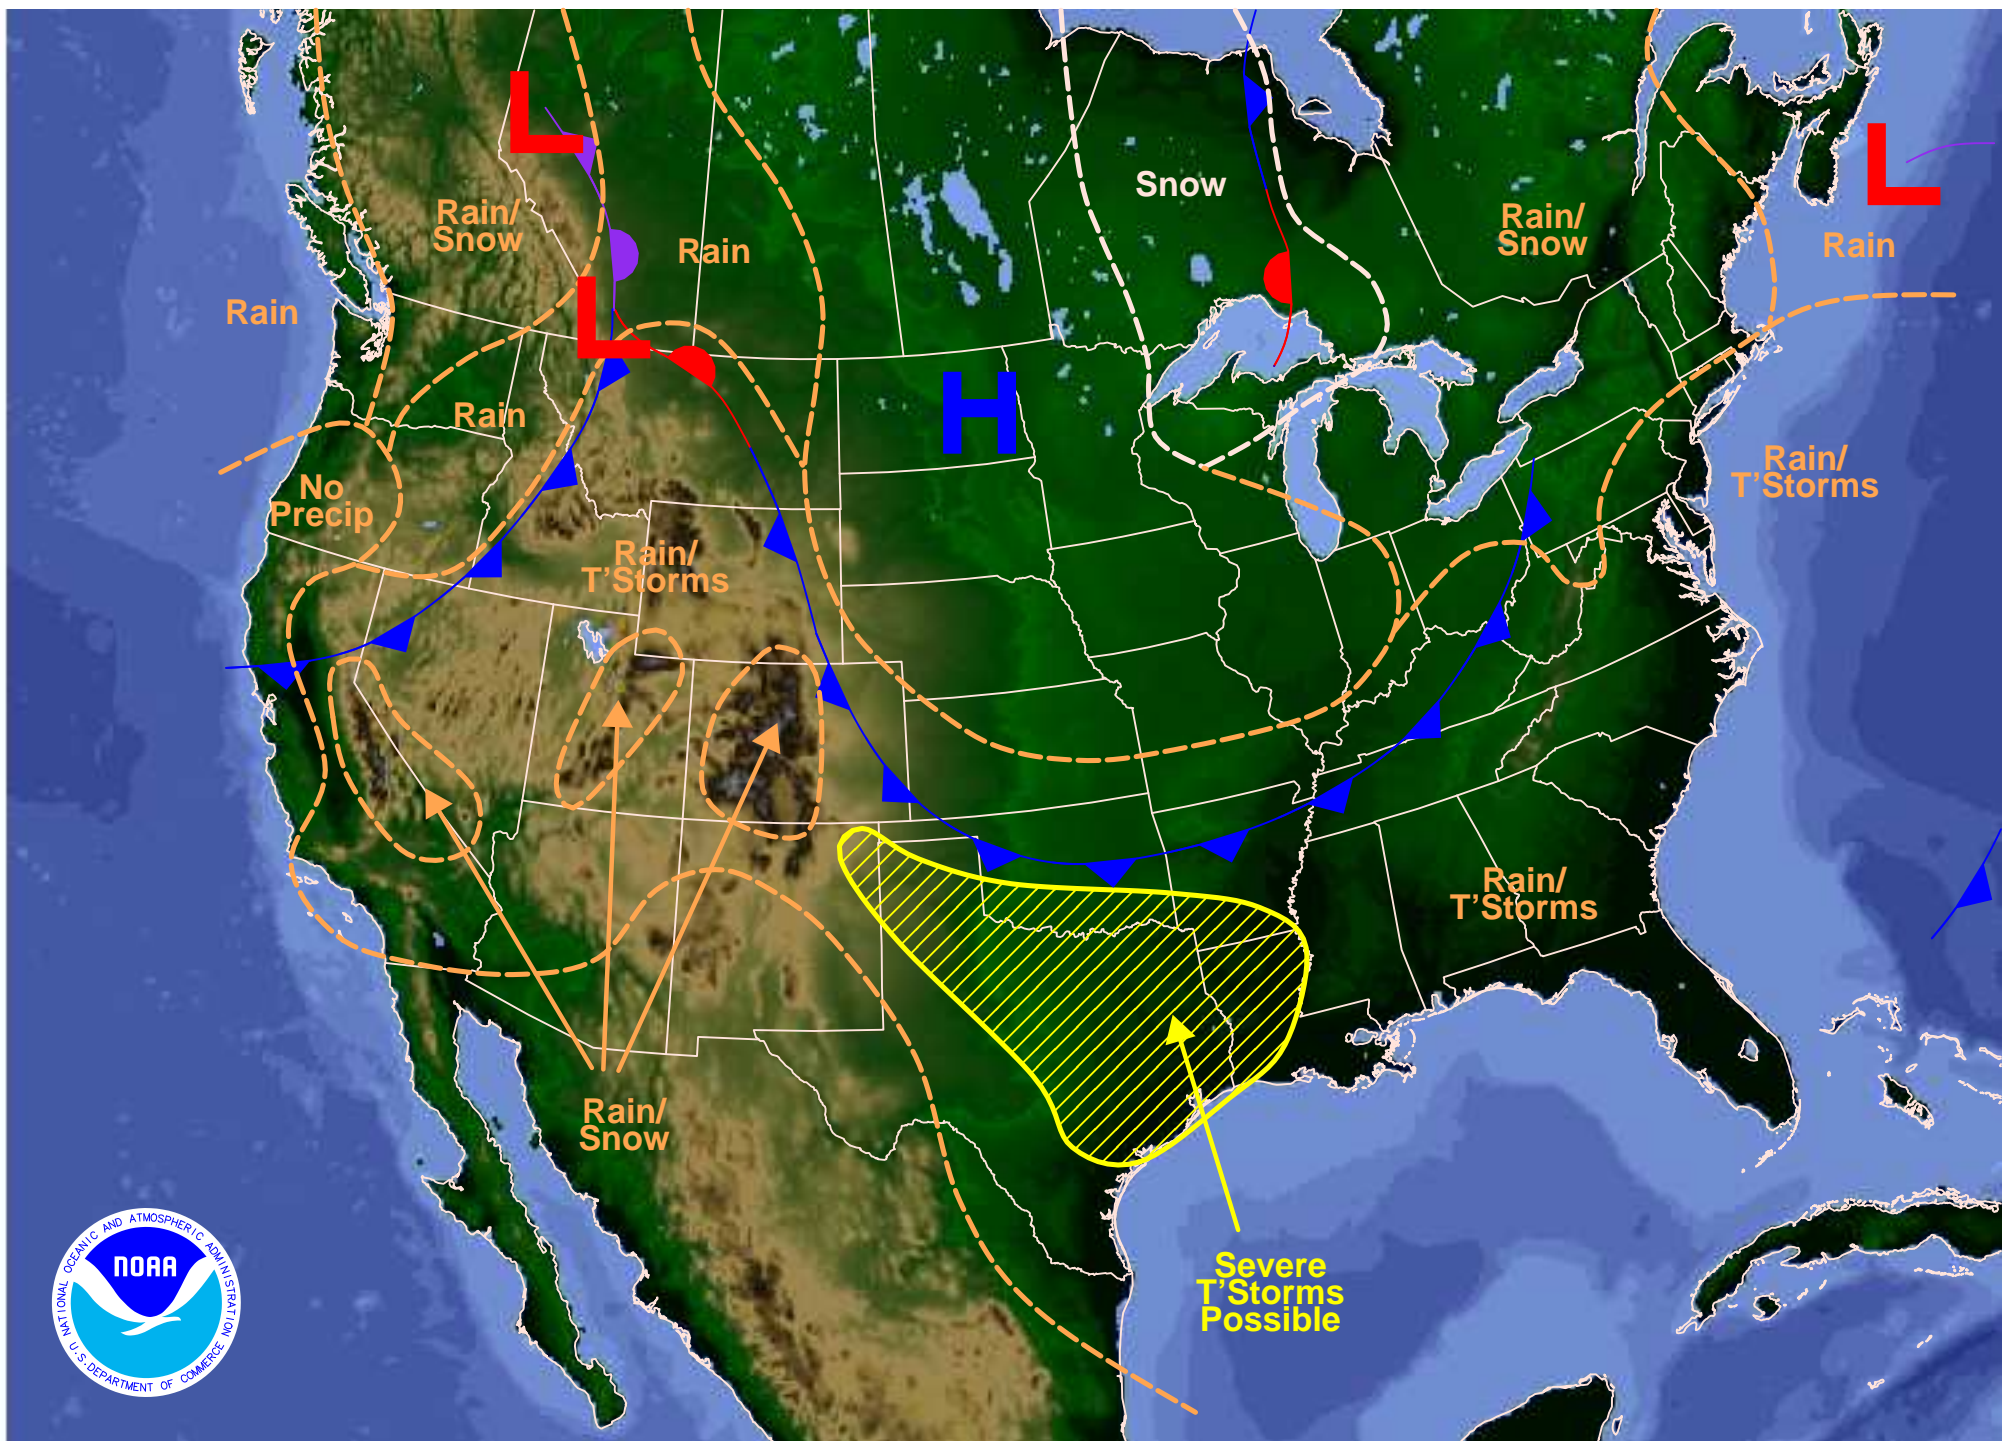 L
L
Snow
Rain/
Snow
Rain
Rain/
Snow
Rain
Rain
L
H
Rain
No
Precip
Rain/
T'Storms
Rain/
T'Storms
Rain/
T'Storms
Rain/
Snow
Severe
T'Storms
Possible
NATIONAL OCEANIC AND ATMOSPHERIC ADMINISTRATION
NOAA
U.S. DEPARTMENT OF COMMERCE